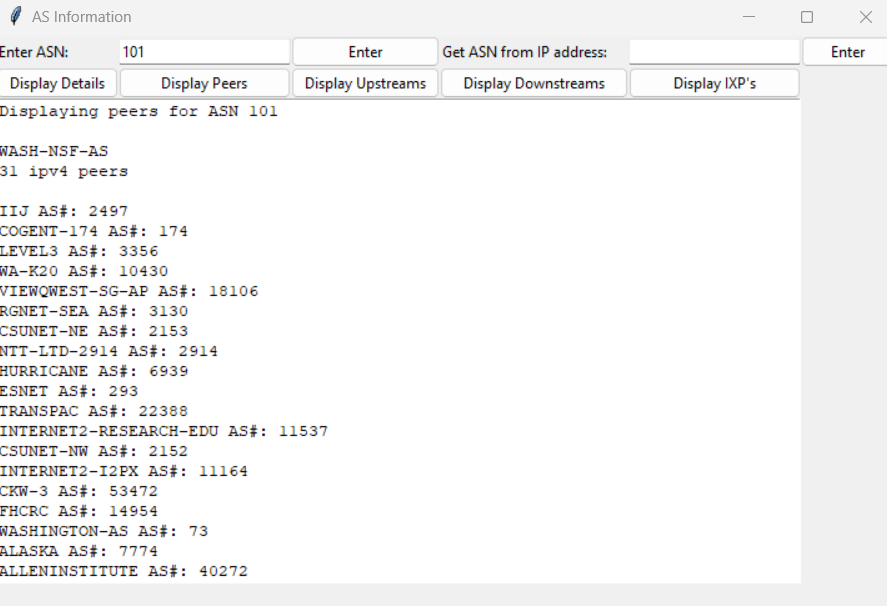 AS Information
Enter ASN: 101 Enter Get ASN from IP address: Enter
Display Details Display Peers Display Upstreams Display Downstreams Display IXP's
Displaying peers for ASN 101
WASH-NSF-AS
31 ipv4 peers
IIJ AS#: 2497
COGENT-174 AS#: 174
LEVEL3 AS#: 3356
WA-K20 AS#: 10430
VIEWQWEST-SG-AP AS#: 18106
RGNET-SEA AS#: 3130
CSUNET-NE AS#: 2153
NTT-LTD-2914 AS#: 2914
HURRICANE AS#: 6939
ESNET AS#: 293
TRANSPAC AS#: 22388
INTERNET2-RESEARCH-EDU AS#: 11537
CSUNET-NW AS#: 2152
INTERNET2-I2PX AS#: 11164
CKW-3 AS#: 53472
FHCRC AS#: 14954
WASHINGTON-AS AS#: 73
ALASKA AS#: 7774
ALLENINSTITUTE AS#: 40272